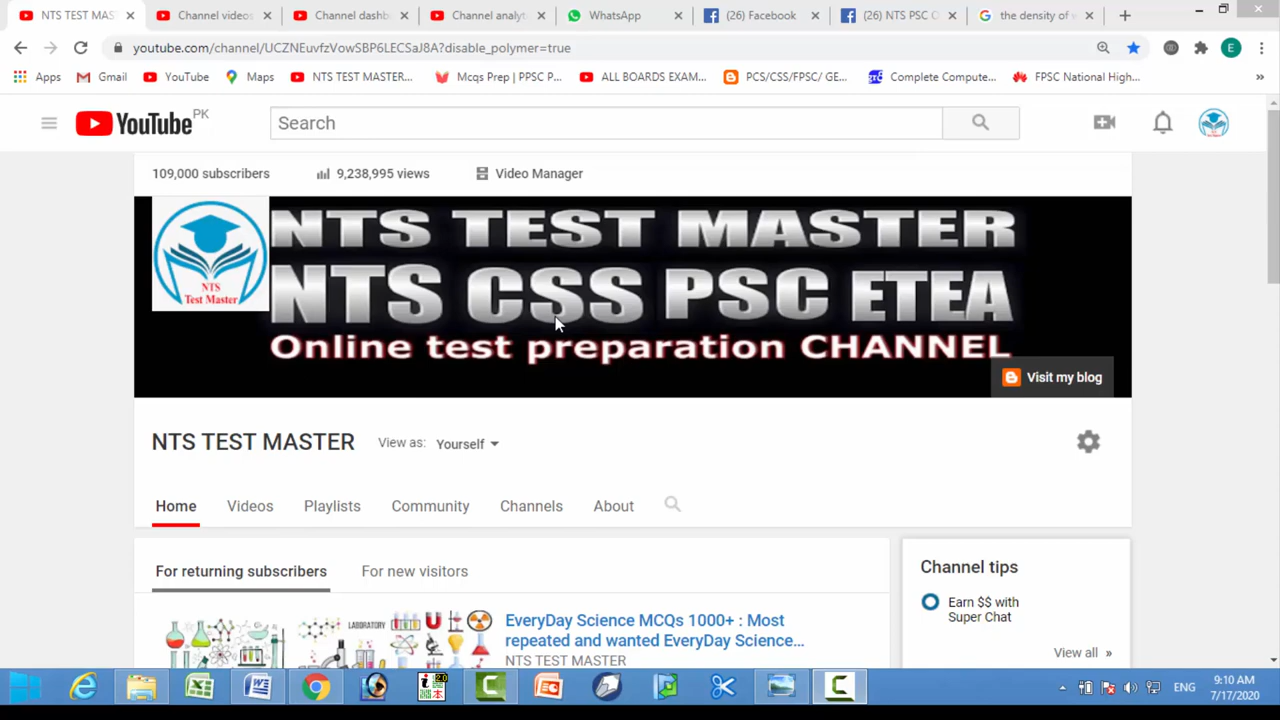 NTS TEST MAS
Channel videos
Channel dashb
Channel analyt
WhatsApp
(26) Facebook
(26) NTS PSC C
the density of w
youtube.com/channel/UCZNEuvfzVowSBP6LECSaJ8A?disable_polymer=true
E
Apps
Gmail
YouTube
Maps
NTS TEST MASTER...
Mcqs Prep | PPSC P...
ALL BOARDS EXAM...
PCS/CSS/FPSC/ GE...
Complete Compute...
FPSC National High...
»
YouTube PK
Search
109,000 subscribers
9,238,995 views
Video Manager
NTS TEST MASTER
NTS CSS PSC ETEA
Online test preparation CHANNEL
NTS
Test Master
Visit my blog
NTS TEST MASTER
View as: Yourself
Home
Videos
Playlists
Community
Channels
About
For returning subscribers
For new visitors
Channel tips
Earn $$ with
Super Chat
View all »
LABORATORY
EveryDay Science MCQs 1000+ : Most
repeated and wanted EveryDay Science...
NTS TEST MASTER
ENG
9:10 AM
7/17/2020